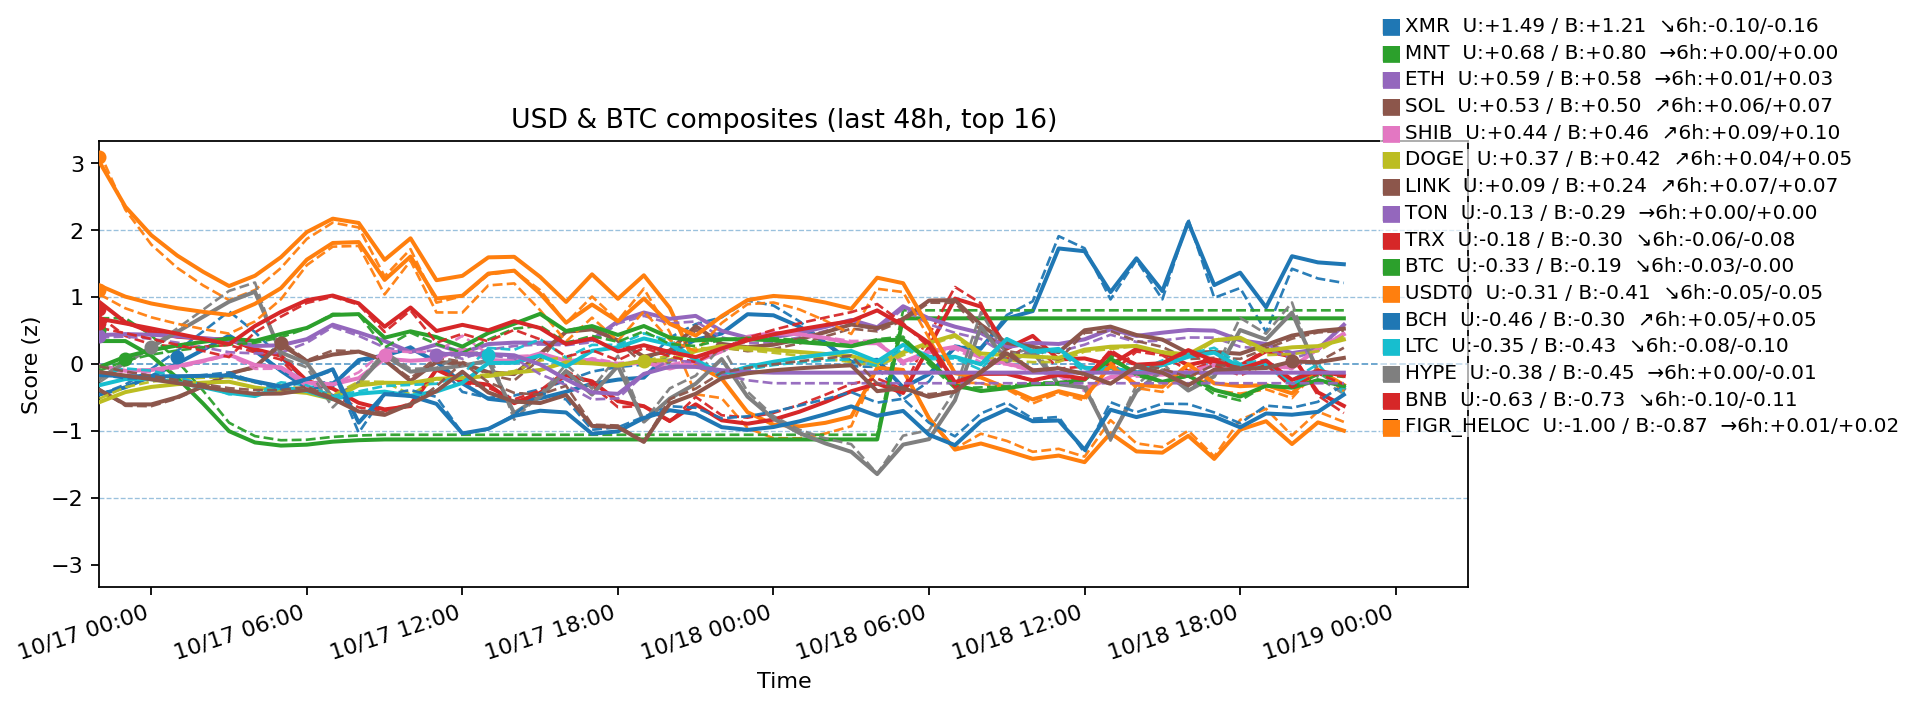 XMR U:+1.49 / B:+1.21 ↘6h:-0.10/-0.16
MNT U:+0.68 / B:+0.80 →6h:+0.00/+0.00
ETH U:+0.59 / B:+0.58 →6h:+0.01/+0.03
SOL U:+0.53 / B:+0.50 ↗6h:+0.06/+0.07
SHIB U:+0.44 / B:+0.46 ↗6h:+0.09/+0.10
DOGE U:+0.37 / B:+0.42 ↗6h:+0.04/+0.05
LINK U:+0.09 / B:+0.24 ↗6h:+0.07/+0.07
TON U:-0.13 / B:-0.29 →6h:+0.00/+0.00
TRX U:-0.18 / B:-0.30 ↘6h:-0.06/-0.08
BTC U:-0.33 / B:-0.19 ↘6h:-0.03/-0.00
USDT0 U:-0.31 / B:-0.41 ↘6h:-0.05/-0.05
BCH U:-0.46 / B:-0.30 ↗6h:+0.05/+0.05
LTC U:-0.35 / B:-0.43 ↘6h:-0.08/-0.10
HYPE U:-0.38 / B:-0.45 →6h:+0.00/-0.01
BNB U:-0.63 / B:-0.73 ↘6h:-0.10/-0.11
FIGR_HELOC U:-1.00 / B:-0.87 →6h:+0.01/+0.02
USD & BTC composites (last 48h, top 16)
Score (z)
3
2
1
0
−1
−2
−3
10/17 00:00
10/17 06:00
10/17 12:00
10/17 18:00
10/18 00:00
10/18 06:00
10/18 12:00
10/18 18:00
10/19 00:00
Time